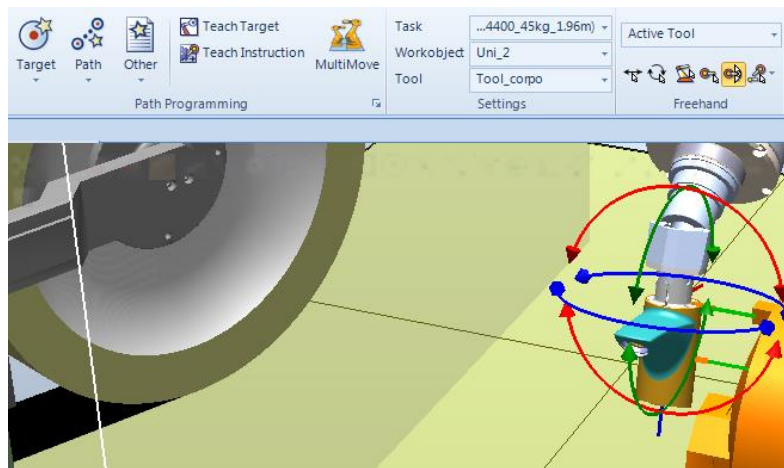 Target
Path
Other
Teach Target
Teach Instruction
MultiMove
Path Programming
Task
...4400_45kg_1.96m)
Workobject
Uni_2
Tool
Tool_corpo
Settings
Active Tool
Freehand